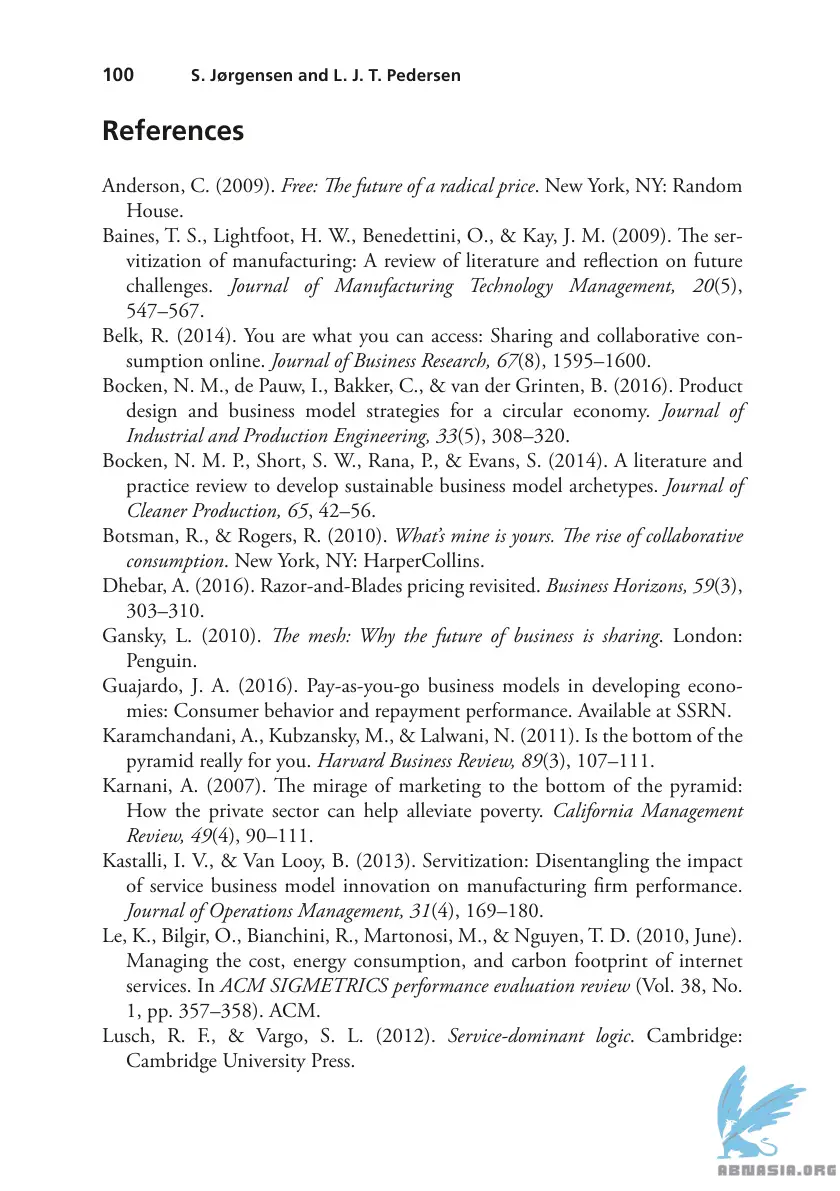 100 S. Jørgensen and L. J. T. Pedersen
References
Anderson, C. (2009). Free: The future of a radical price. New York, NY: Random
House.
Baines, T. S., Lightfoot, H. W., Benedettini, O., & Kay, J. M. (2009). The ser-
vitization of manufacturing: A review of literature and reflection on future
challenges. Journal of Manufacturing Technology Management, 20(5),
547–567.
Belk, R. (2014). You are what you can access: Sharing and collaborative con-
sumption online. Journal of Business Research, 67(8), 1595–1600.
Bocken, N. M., de Pauw, I., Bakker, C., & van der Grinten, B. (2016). Product
design and business model strategies for a circular economy. Journal of
Industrial and Production Engineering, 33(5), 308–320.
Bocken, N. M. P., Short, S. W., Rana, P., & Evans, S. (2014). A literature and
practice review to develop sustainable business model archetypes. Journal of
Cleaner Production, 65, 42–56.
Botsman, R., & Rogers, R. (2010). What's mine is yours. The rise of collaborative
consumption. New York, NY: HarperCollins.
Dhebar, A. (2016). Razor-and-Blades pricing revisited. Business Horizons, 59(3),
303–310.
Gansky, L. (2010). The mesh: Why the future of business is sharing. London:
Penguin.
Guajardo, J. A. (2016). Pay-as-you-go business models in developing econo-
mies: Consumer behavior and repayment performance. Available at SSRN.
Karamchandani, A., Kubzansky, M., & Lalwani, N. (2011). Is the bottom of the
pyramid really for you. Harvard Business Review, 89(3), 107–111.
Karnani, A. (2007). The mirage of marketing to the bottom of the pyramid:
How the private sector can help alleviate poverty. California Management
Review, 49(4), 90–111.
Kastalli, I. V., & Van Looy, B. (2013). Servitization: Disentangling the impact
of service business model innovation on manufacturing firm performance.
Journal of Operations Management, 31(4), 169–180.
Le, K., Bilgir, O., Bianchini, R., Martonosi, M., & Nguyen, T. D. (2010, June).
Managing the cost, energy consumption, and carbon footprint of internet
services. In ACM SIGMETRICS performance evaluation review (Vol. 38, No.
1, pp. 357–358). ACM.
Lusch, R. F., & Vargo, S. L. (2012). Service-dominant logic. Cambridge:
Cambridge University Press.
ABNASIA.ORG